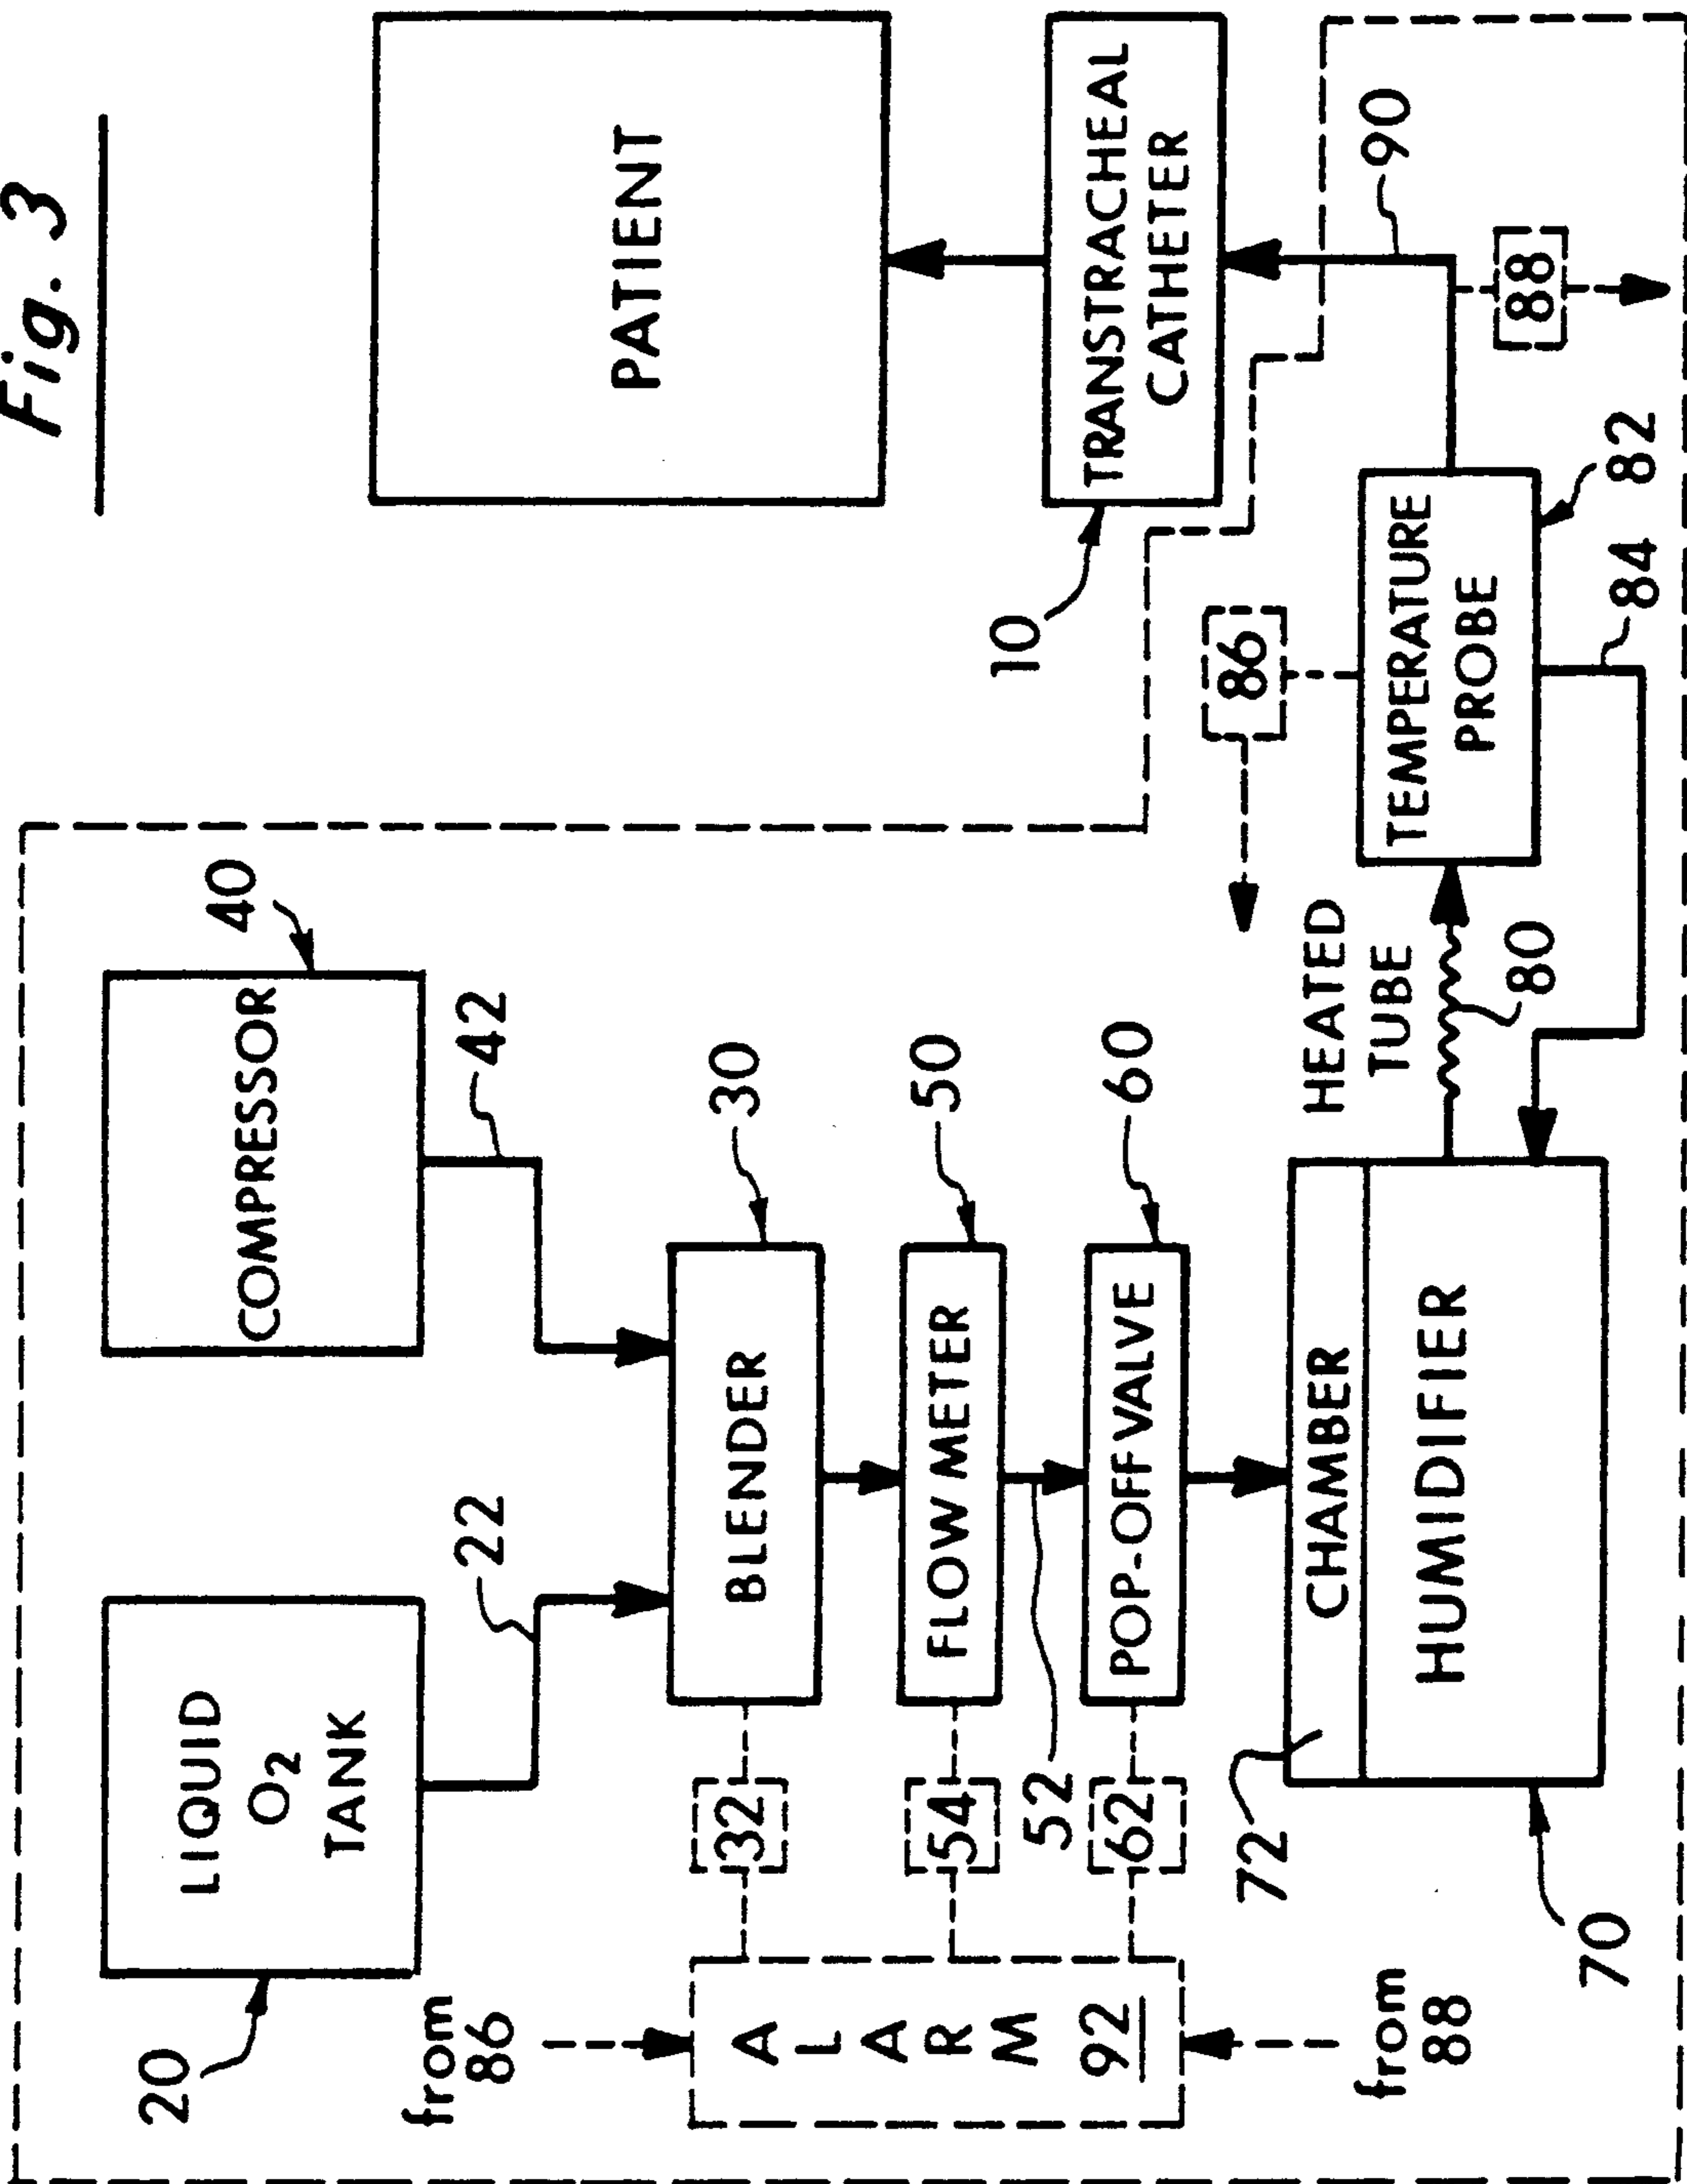 Fig. 3
LIQUID
O2
TANK
20
22
COMPRESSOR
40
42
BLENDER
30
32
FLOW METER
50
52
54
POP-OFF VALVE
60
62
from
86
ALARM
92
from
88
CHAMBER
72
HUMIDIFIER
70
HEATED
TUBE
80
TEMPERATURE
PROBE
82
84
86
88
90
TRANSTRACHEAL
CATHETER
10
PATIENT